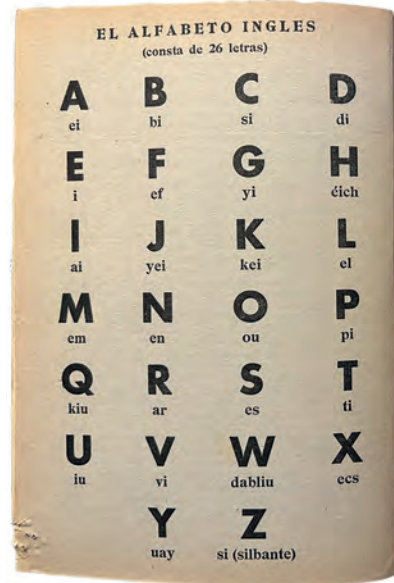 EL ALFABETO INGLES
(consta de 26 letras)
A B C D
ei bi si di
E F G H
i ef yi éich
I J K L
ai yei kei el
M N O P
em en ou pi
Q R S T
kiu ar es ti
U V W X
iu vi dabliu ecs
Y Z
uay si (silbante)